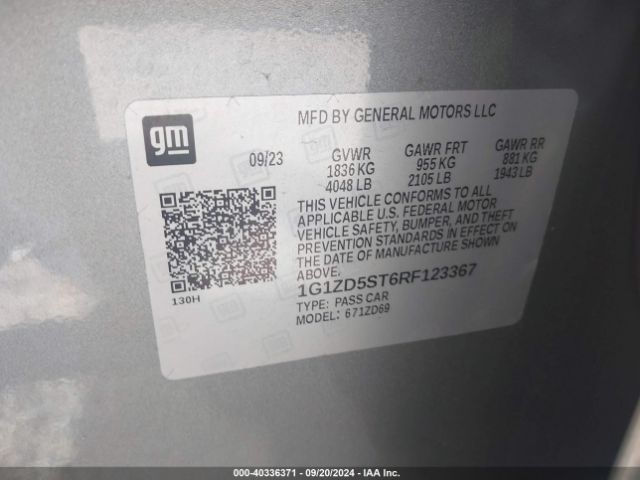 gm
MFD BY GENERAL MOTORS LLC
09/23 GVWR GAWR FRT GAWR RR
1836 KG 955 KG 881 KG
4048 LB 2105 LB 1943 LB
THIS VEHICLE CONFORMS TO ALL
APPLICABLE U.S. FEDERAL MOTOR
VEHICLE SAFETY, BUMPER, AND THEFT
PREVENTION STANDARDS IN EFFECT ON
THE DATE OF MANUFACTURE SHOWN
ABOVE.
130H
1G1ZD5ST6RF123367
TYPE: PASS CAR
MODEL: 671ZD69
000-40336371 - 09/20/2024 - IAA Inc.